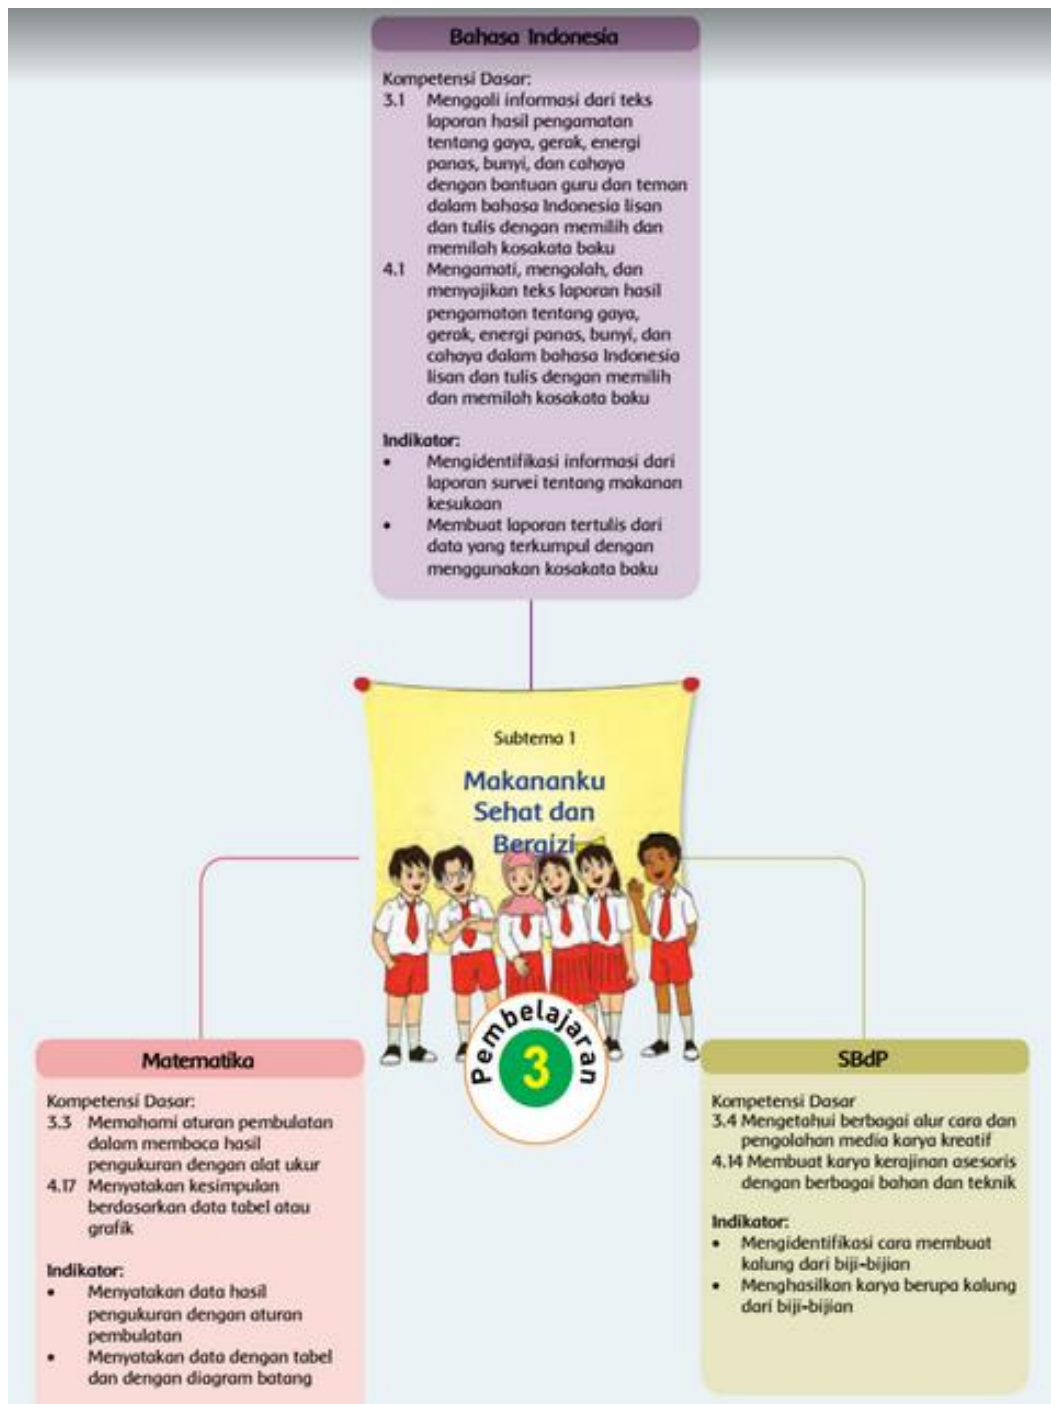 Bahasa Indonesia
Kompetensi Dasar:
3.1 Menggali informasi dari teks
laporan hasil pengamatan
tentang gaya, gerak, energi
panas, bunyi, dan cahaya
dengan bantuan guru dan teman
dalam bahasa Indonesia lisan
dan tulis dengan memilih dan
memilah kosakata baku
4.1 Mengamati, mengolah, dan
menyajikan teks laporan hasil
pengamatan tentang gaya,
gerak, energi panas, bunyi, dan
cahaya dalam bahasa Indonesia
lisan dan tulis dengan memilih
dan memilah kosakata baku
Indikator:
• Mengidentifikasi informasi dari
laporan survei tentang makanan
kesukaan
• Membuat laporan tertulis dari
data yang terkumpul dengan
menggunakan kosakata baku
Subtema 1
Makananku
Sehat dan
Bergizi
Pembelajaran
3
Matematika
Kompetensi Dasar:
3.3 Memahami aturan pembulatan
dalam membaca hasil
pengukuran dengan alat ukur
4.17 Menyatakan kesimpulan
berdasarkan data tabel atau
grafik
Indikator:
• Menyatakan data hasil
pengukuran dengan aturan
pembulatan
• Menyatakan data dengan tabel
dan dengan diagram batang
SBdP
Kompetensi Dasar
3.4 Mengetahui berbagai alur cara dan
pengolahan media karya kreatif
4.14 Membuat karya kerajinan asesoris
dengan berbagai bahan dan teknik
Indikator:
• Mengidentifikasi cara membuat
kalung dari biji-bijian
• Menghasilkan karya berupa kalung
dari biji-bijian